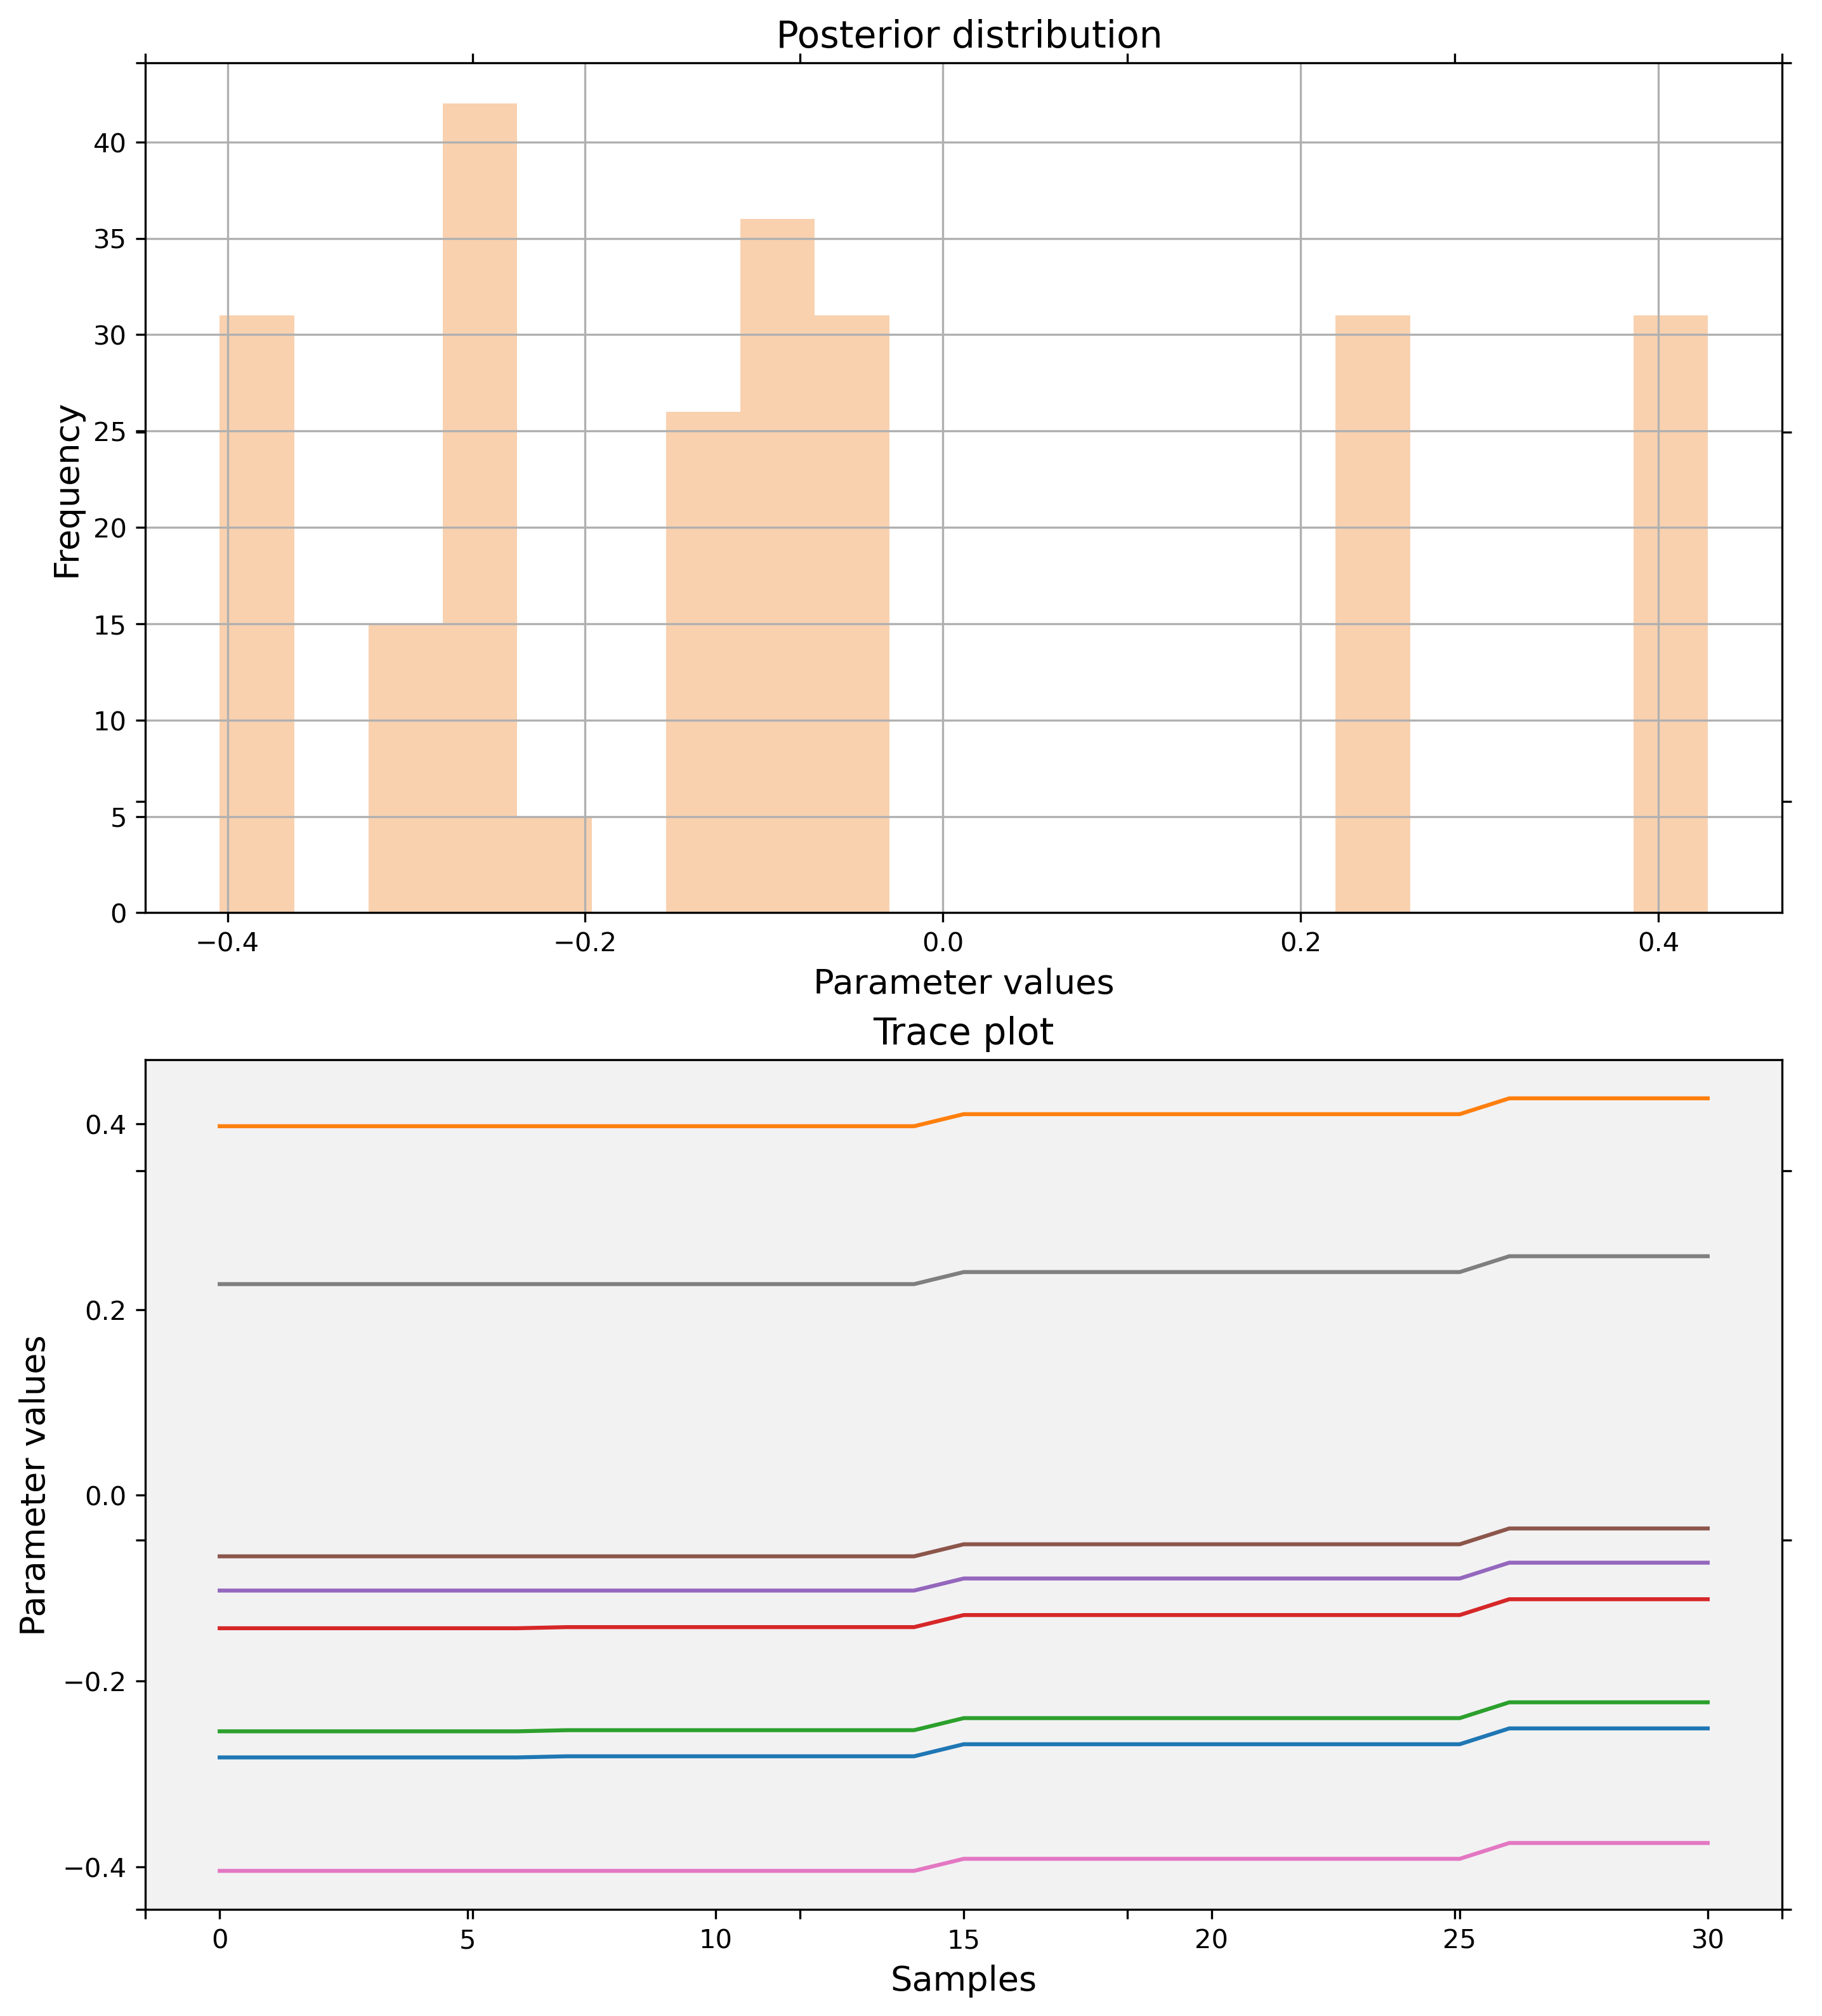 Posterior distribution
40
35
30
25
20
15
10
5
0
Frequency
−0.4 −0.2 0.0 0.2 0.4
Parameter values
Trace plot
0.4
0.2
0.0
−0.2
−0.4
Parameter values
0 5 10 15 20 25 30
Samples